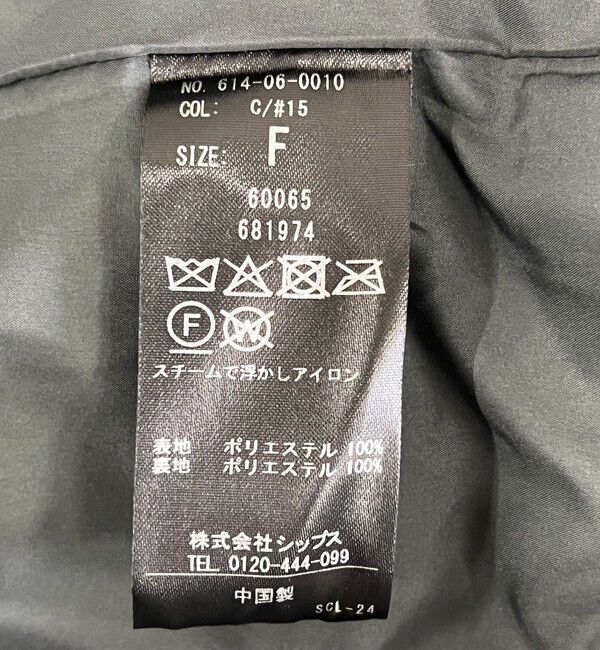 NO. 614-06-0010
COL: C/#15
SIZE: F
60065
681974
F W
スチームで浮かしアイロン
表地 ポリエステル 100%
裏地 ポリエステル 100%
株式会社シップス
TEL 0120-444-099
中国製
SCL-24